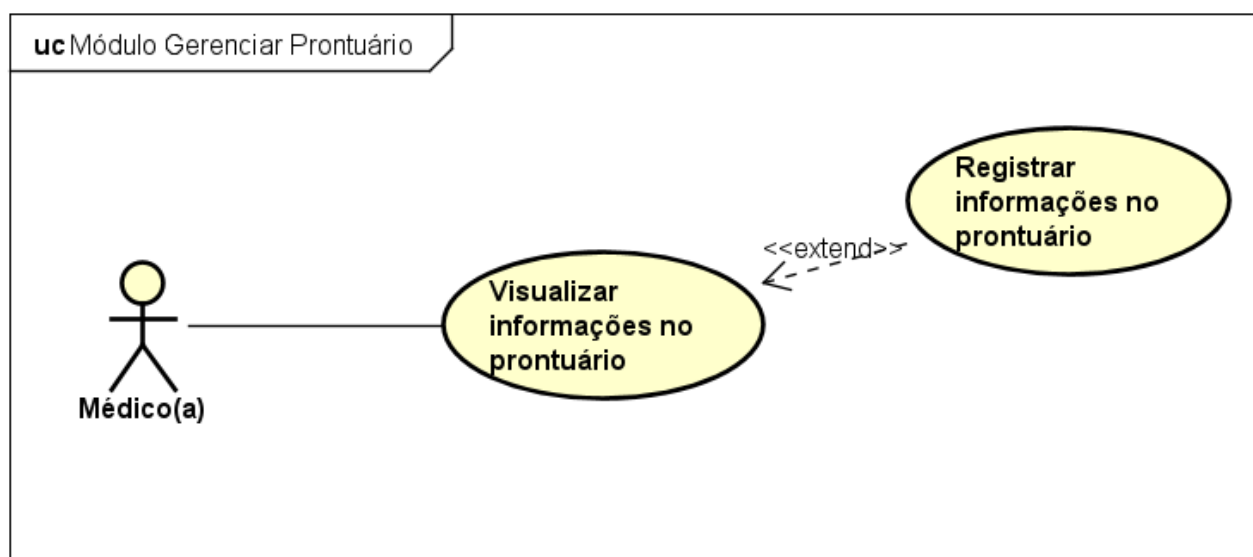 uc Módulo Gerenciar Prontuário
Registrar
informações no
prontuário
<<extend>>
Visualizar
informações no
prontuário
Médico(a)